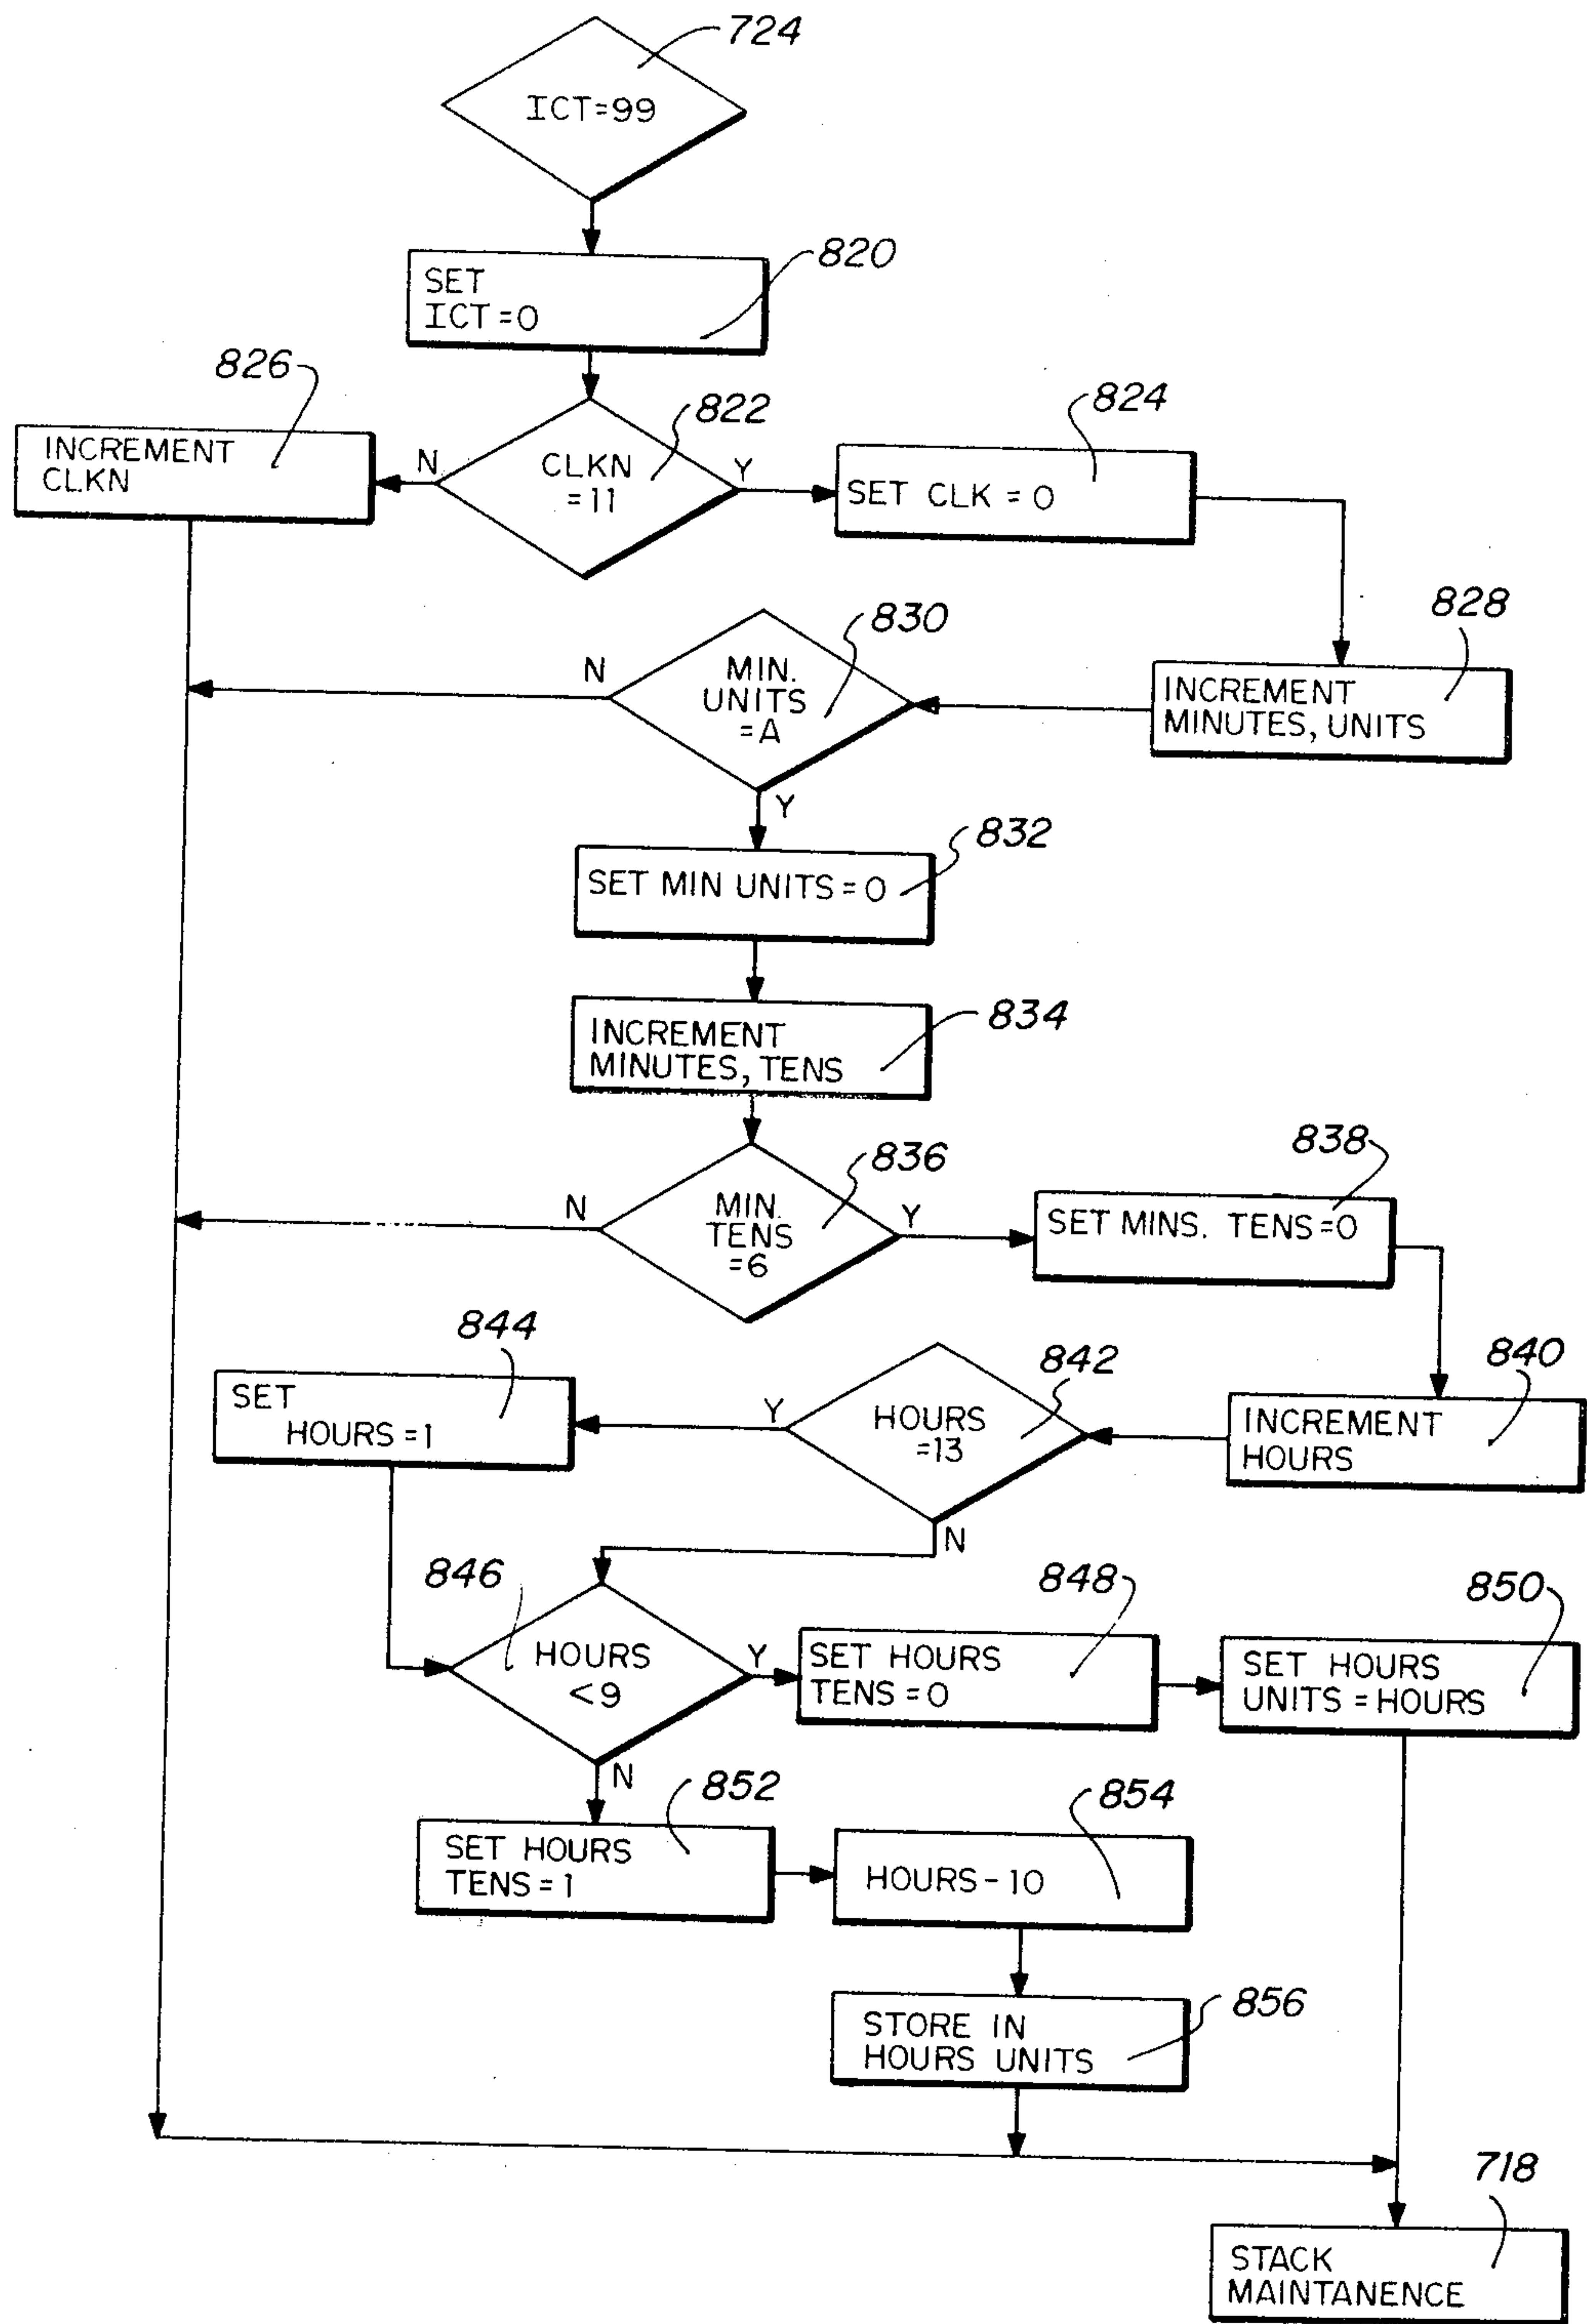 724
ICT=99
820
SET
ICT=0
826
822
824
INCREMENT
CLKN
N
CLKN
=11
Y
SET CLK = 0
830
828
N
MIN.
UNITS
=A
INCREMENT
MINUTES, UNITS
Y
832
SET MIN UNITS = 0
834
INCREMENT
MINUTES, TENS
836
838
N
MIN.
TENS
=6
Y
SET MINS. TENS=0
844
842
840
SET
HOURS = 1
Y
HOURS
=13
INCREMENT
HOURS
N
846
848
850
HOURS
<9
Y
SET HOURS
TENS = 0
SET HOURS
UNITS = HOURS
N
852
854
SET HOURS
TENS = 1
HOURS - 10
856
STORE IN
HOURS UNITS
718
STACK
MAINTANENCE